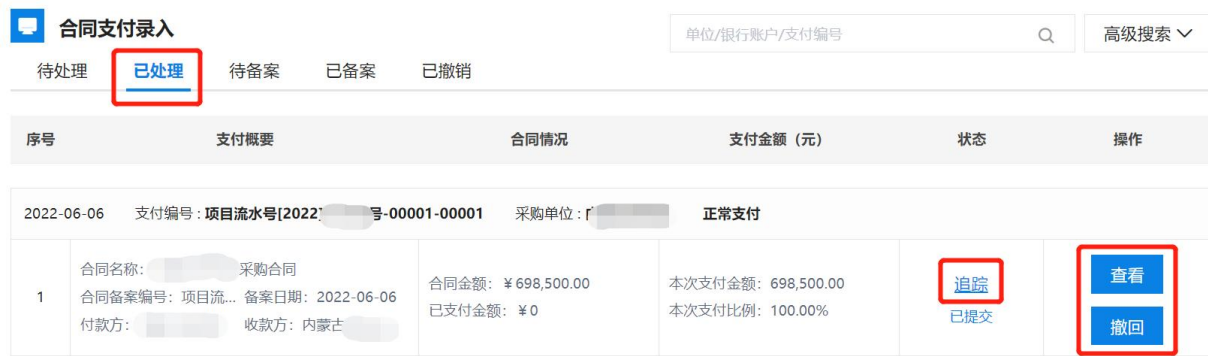 合同支付录入
单位/银行账户/支付编号
高级搜索
待处理 已处理 待备案 已备案 已撤销
序号 支付概要 合同情况 支付金额（元） 状态 操作
2022-06-06 支付编号：项目流水号[2022] 号-00001-00001 采购单位： 正常支付
1
合同名称： 采购合同
合同备案编号：项目流... 备案日期：2022-06-06
付款方： 收款方：内蒙古
合同金额：￥698,500.00
已支付金额：￥0
本次支付金额：698,500.00
本次支付比例：100.00%
追踪
已提交
查看
撤回